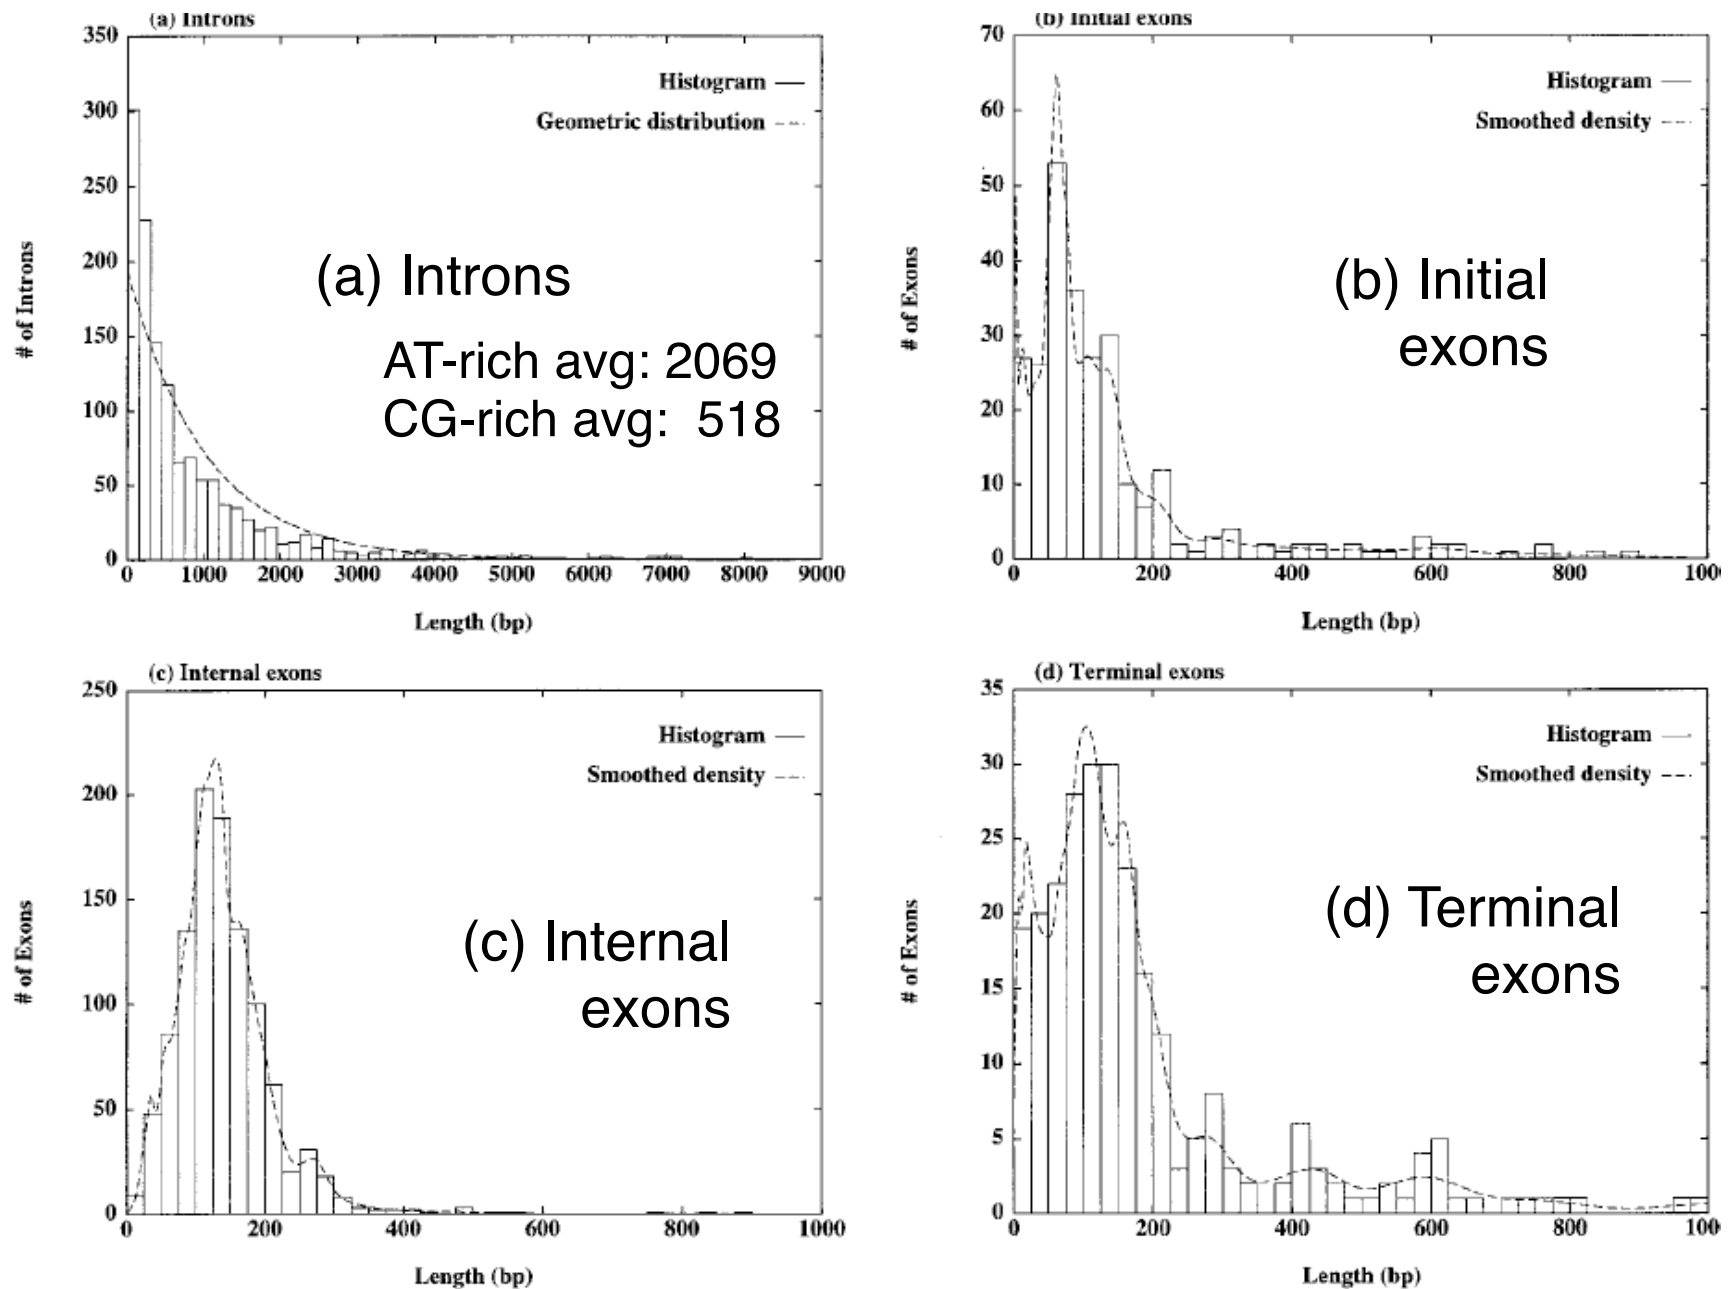 (a) Introns
350
300
250
200
150
100
50
0
# of Introns
Histogram
Geometric distribution
(a) Introns
AT-rich avg: 2069
CG-rich avg: 518
0 1000 2000 3000 4000 5000 6000 7000 8000 9000
Length (bp)
(b) Initial exons
70
60
50
40
30
20
10
0
# of Exons
Histogram
Smoothed density
(b) Initial
exons
0 200 400 600 800 100
Length (bp)
(c) Internal exons
250
200
150
100
50
0
# of Exons
Histogram
Smoothed density
(c) Internal
exons
0 200 400 600 800 1000
Length (bp)
(d) Terminal exons
35
30
25
20
15
10
5
0
# of Exons
Histogram
Smoothed density
(d) Terminal
exons
0 200 400 600 800 100
Length (bp)